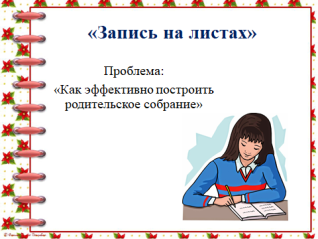 «Запись на листах»
Проблема:
«Как эффективно построить
родительское собрание»